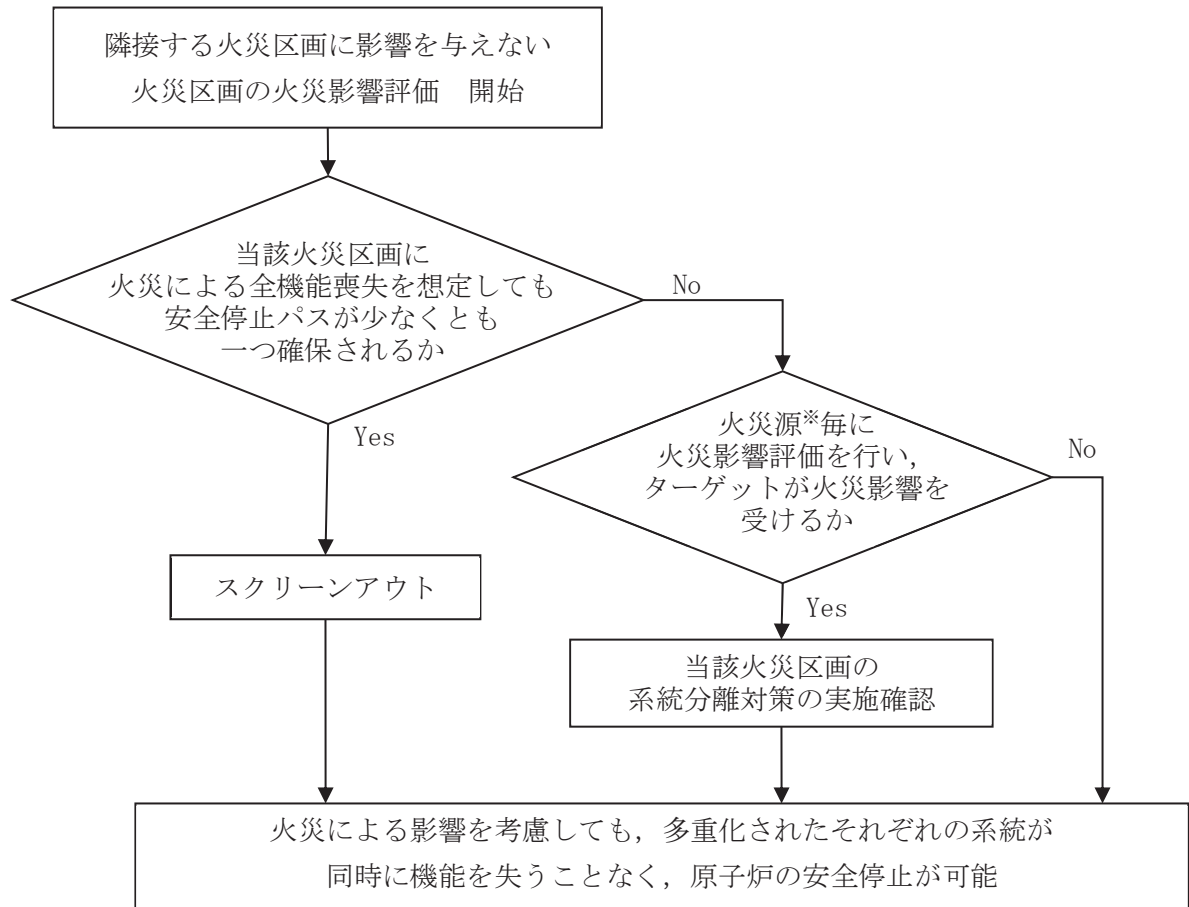 隣接する火災区画に影響を与えない
火災区画の火災影響評価　開始
当該火災区画に
火災による全機能喪失を想定しても
安全停止パスが少なくとも
一つ確保されるか
No
Yes
火災源※毎に
火災影響評価を行い，
ターゲットが火災影響を
受けるか
No
Yes
スクリーンアウト
当該火災区画の
系統分離対策の実施確認
火災による影響を考慮しても，多重化されたそれぞれの系統が
同時に機能を失うことなく，原子炉の安全停止が可能